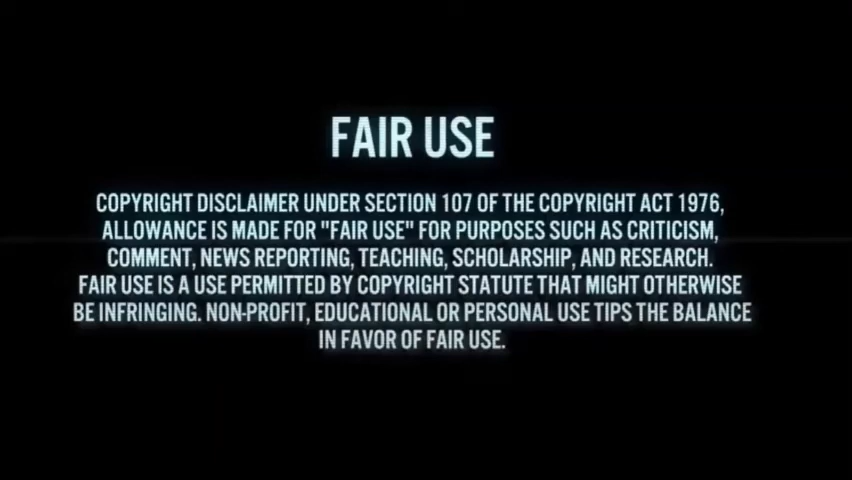 FAIR USE
COPYRIGHT DISCLAIMER UNDER SECTION 107 OF THE COPYRIGHT ACT 1976,
ALLOWANCE IS MADE FOR "FAIR USE" FOR PURPOSES SUCH AS CRITICISM,
COMMENT, NEWS REPORTING, TEACHING, SCHOLARSHIP, AND RESEARCH.
FAIR USE IS A USE PERMITTED BY COPYRIGHT STATUTE THAT MIGHT OTHERWISE
BE INFRINGING. NON-PROFIT, EDUCATIONAL OR PERSONAL USE TIPS THE BALANCE
IN FAVOR OF FAIR USE.